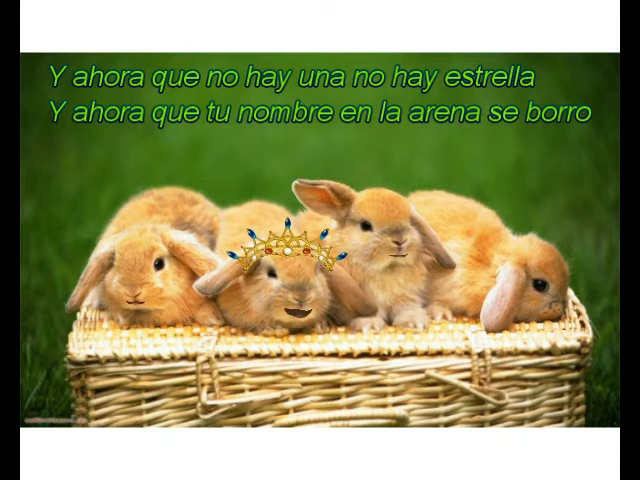 Y ahora que no hay una no hay estrella
Y ahora que tu nombre en la arena se borro